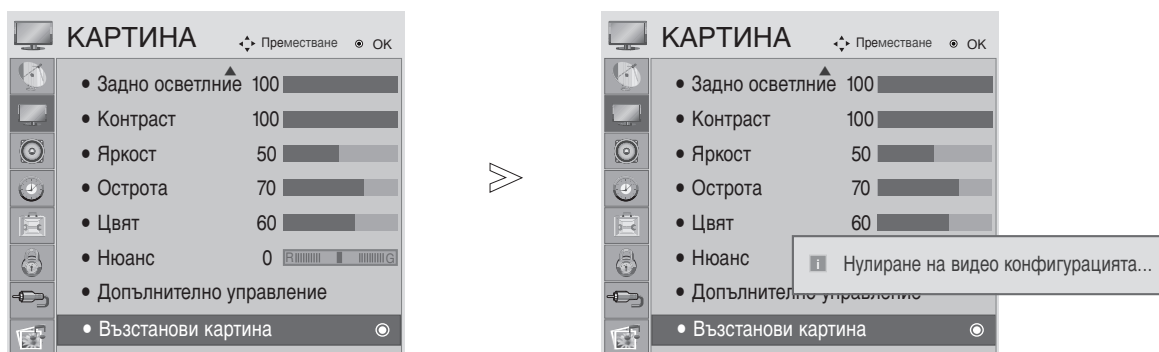 КАРТИНА Преместване OK
• Задно осветлние 100
• Контраст 100
• Яркост 50
• Острота 70
• Цвят 60
• Нюанс 0 R G
• Допълнително управление
• Възстанови картина
КАРТИНА Преместване OK
• Задно осветлние 100
• Контраст 100
• Яркост 50
• Острота 70
• Цвят 60
• Нюанс
i Нулиране на видео конфигурацията...
• Допълнително управление
• Възстанови картина